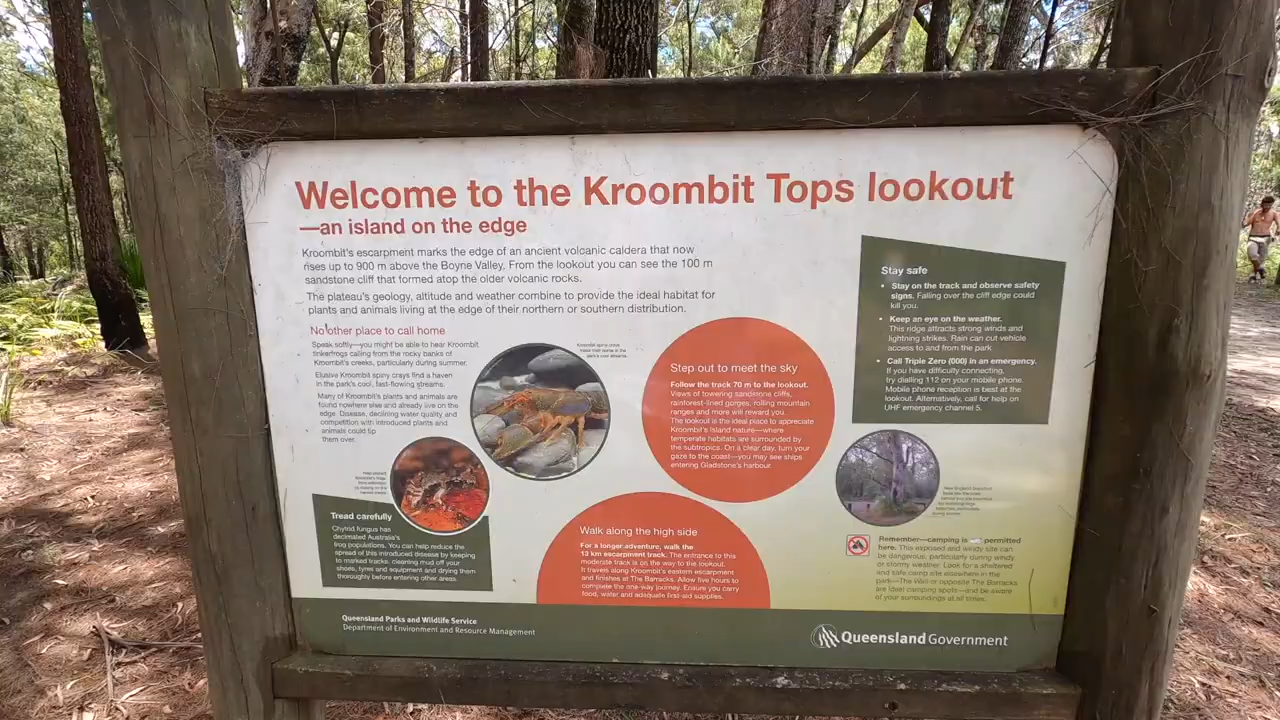 Welcome to the Kroombit Tops lookout
—an island on the edge
Kroombit's escarpment marks the edge of an ancient volcanic caldera that now
rises up to 900 m above the Boyne Valley. From the lookout you can see the 100 m
sandstone cliff that formed atop the older volcanic rocks.
The plateau's geology, altitude and weather combine to provide the ideal habitat for
plants and animals living at the edge of their northern or southern distribution.
No other place to call home
Speak softly—you might be able to hear Kroombit
tinkerfrogs calling from the rocky banks of
Kroombit's creeks, particularly during summer.
Elusive Kroombit spiny crays find a haven
in the park's cool, fast-flowing streams.
Many of Kroombit's plants and animals are
found nowhere else and already live on the
edge. Disease, declining water quality and
competition with introduced plants and
animals could
them over.
Kroombit spiny crays
make their home in the
park's cool streams.
Tread carefully
Chytrid fungus has
decimated Australia's
frog populations. You can help reduce the
spread of this introduced disease by keeping
to marked tracks, cleaning mud off your
shoes, tyres and equipment and drying them
thoroughly before entering other areas.
Step out to meet the sky
Follow the track 70 m to the lookout.
Views of towering sandstone cliffs,
rainforest-lined gorges, rolling mountain
ranges and more will reward you.
The lookout is the ideal place to appreciate
Kroombit's island nature—where
temperate habitats are surrounded by
the subtropics. On a clear day, turn your
gaze to the coast—you may see ships
entering Gladstone's harbour.
Walk along the high side
For a longer adventure, walk the
13 km escarpment track. The entrance to this
moderate track is on the way to the lookout.
It travels along Kroombit's eastern escarpment
and finishes at The Barracks. Allow five hours to
complete the one-way journey. Ensure you carry
food, water and adequate first-aid supplies.
Stay safe
• Stay on the track and observe safety
signs. Falling over the cliff edge could
kill you.
• Keep an eye on the weather.
This ridge attracts strong winds and
lightning strikes. Rain can cut vehicle
access to and from the park.
• Call Triple Zero (000) in an emergency.
If you have difficulty connecting,
try dialling 112 on your mobile phone.
Mobile phone reception is best at the
lookout. Alternatively, call for help on
UHF emergency channel 5.
Remember—camping is permitted
here. This exposed and windy site can
be dangerous, particularly during windy
or stormy weather. Look for a sheltered
and safe camp site elsewhere in the
park—The Wall or opposite The Barracks
are ideal camping spots—and be aware
of your surroundings at all times.
Queensland Parks and Wildlife Service
Department of Environment and Resource Management
Queensland Government